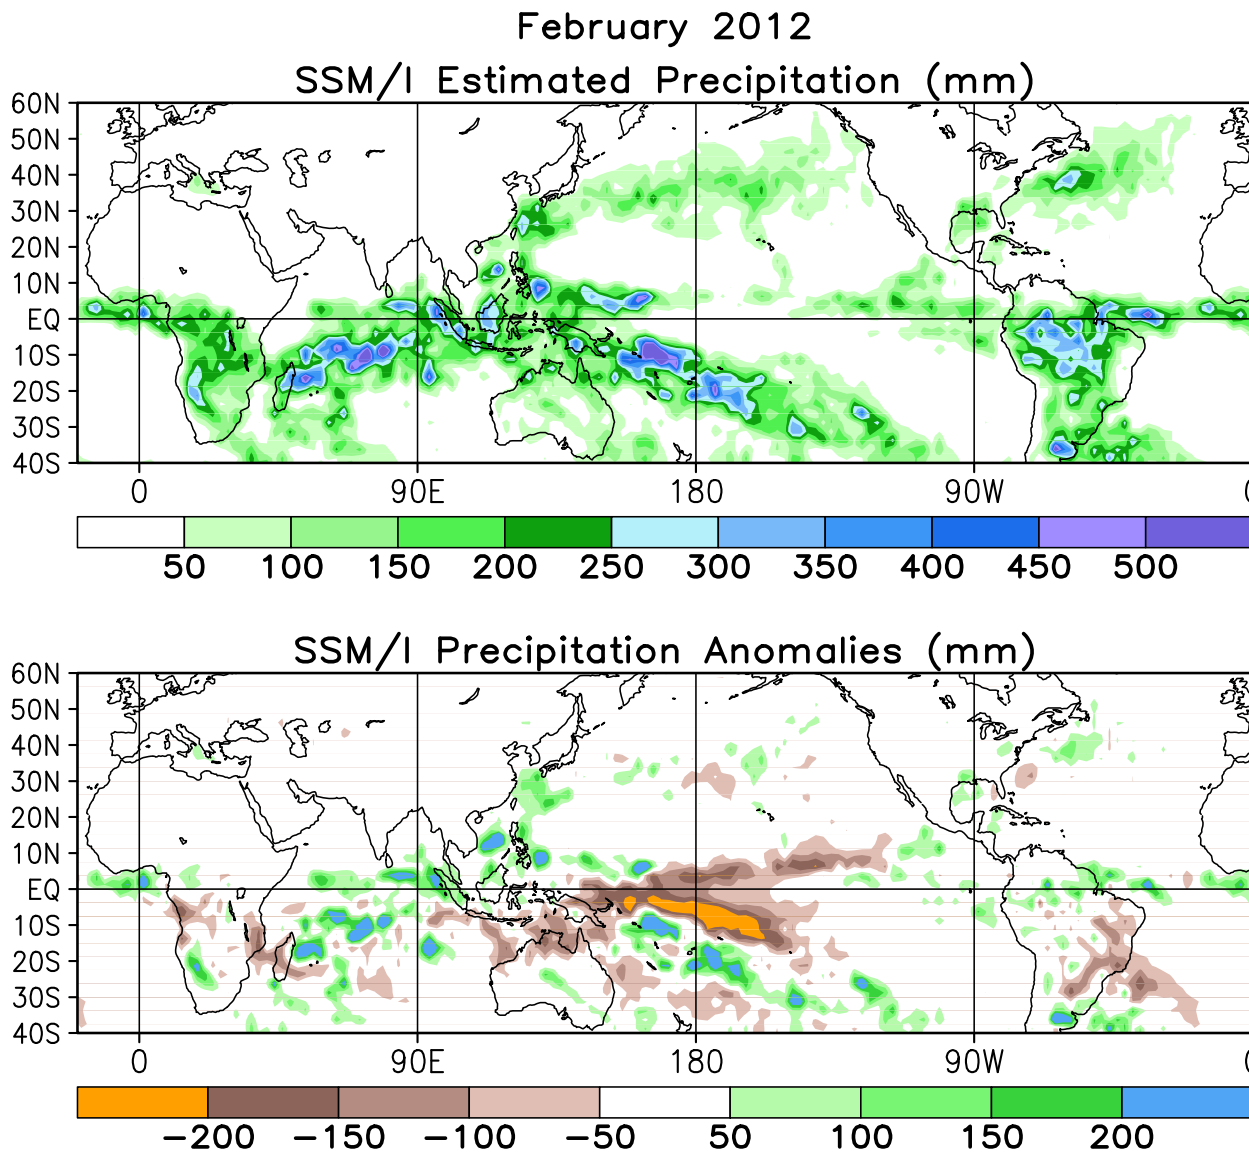 February 2012
SSM/I Estimated Precipitation (mm)
60N
50N
40N
30N
20N
10N
EQ
10S
20S
30S
40S
0 90E 180 90W 0
50 100 150 200 250 300 350 400 450 500
SSM/I Precipitation Anomalies (mm)
60N
50N
40N
30N
20N
10N
EQ
10S
20S
30S
40S
0 90E 180 90W 0
−200 −150 −100 −50 50 100 150 200